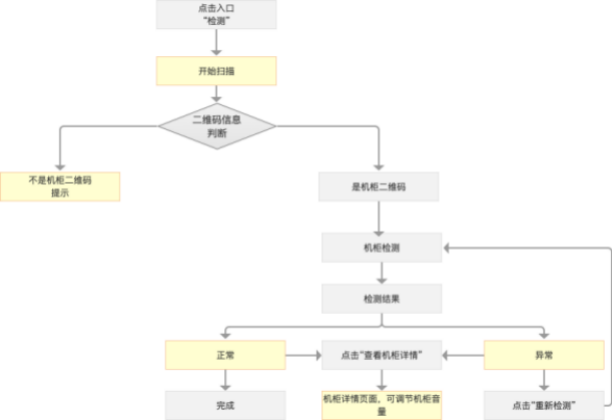 点击入口
“检测”
开始扫描
二维码信息
判断
不是机柜二维码
提示
是机柜二维码
机柜检测
检测结果
正常
点击“查看机柜详情”
异常
完成
机柜详情页面，可调节机柜音
量
点击“重新检测”